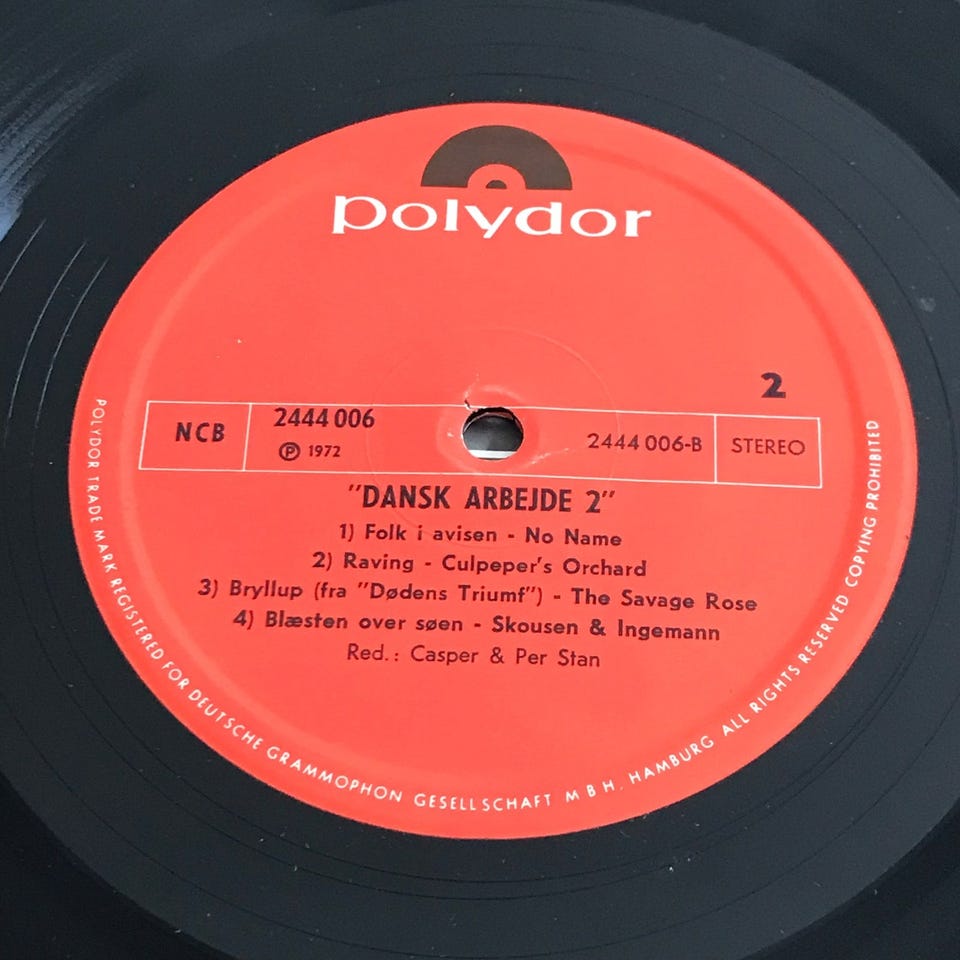 polydor
2
NCB
2444 006
℗ 1972
2444 006-B
STEREO
"DANSK ARBEJDE 2"
1) Folk i avisen - No Name
2) Raving - Culpeper's Orchard
3) Bryllup (fra "Dødens Triumf") - The Savage Rose
4) Blæsten over søen - Skousen & Ingemann
Red.: Casper & Per Stan
POLYDOR TRADE MARK REGISTERED FOR DEUTSCHE GRAMMOPHON GESELLSCHAFT M B H. HAMBURG ALL RIGHTS RESERVED COPYING PROHIBITED